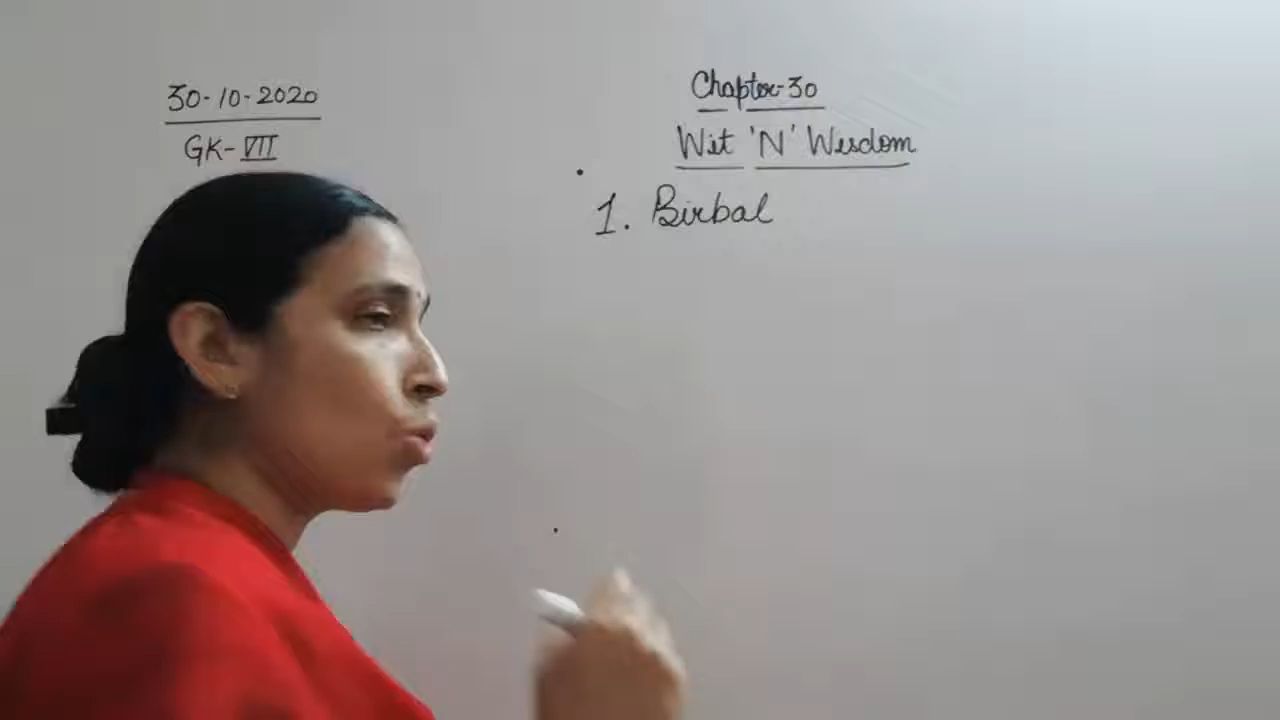 30-10-2020
GK-VII
Chapter-30
Wit 'N' Wisdom
1. Birbal